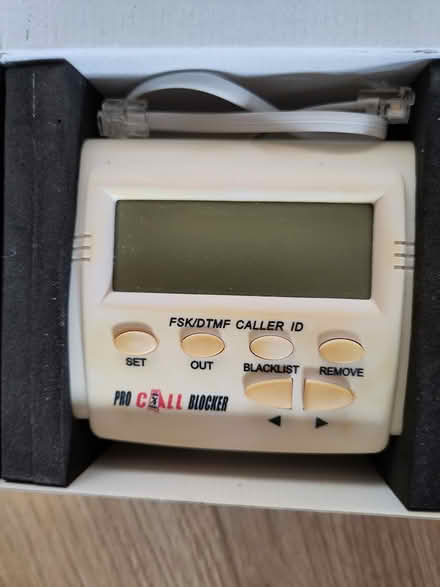 FSK/DTMF CALLER ID
SET OUT BLACKLIST REMOVE
PRO CALL BLOCKER